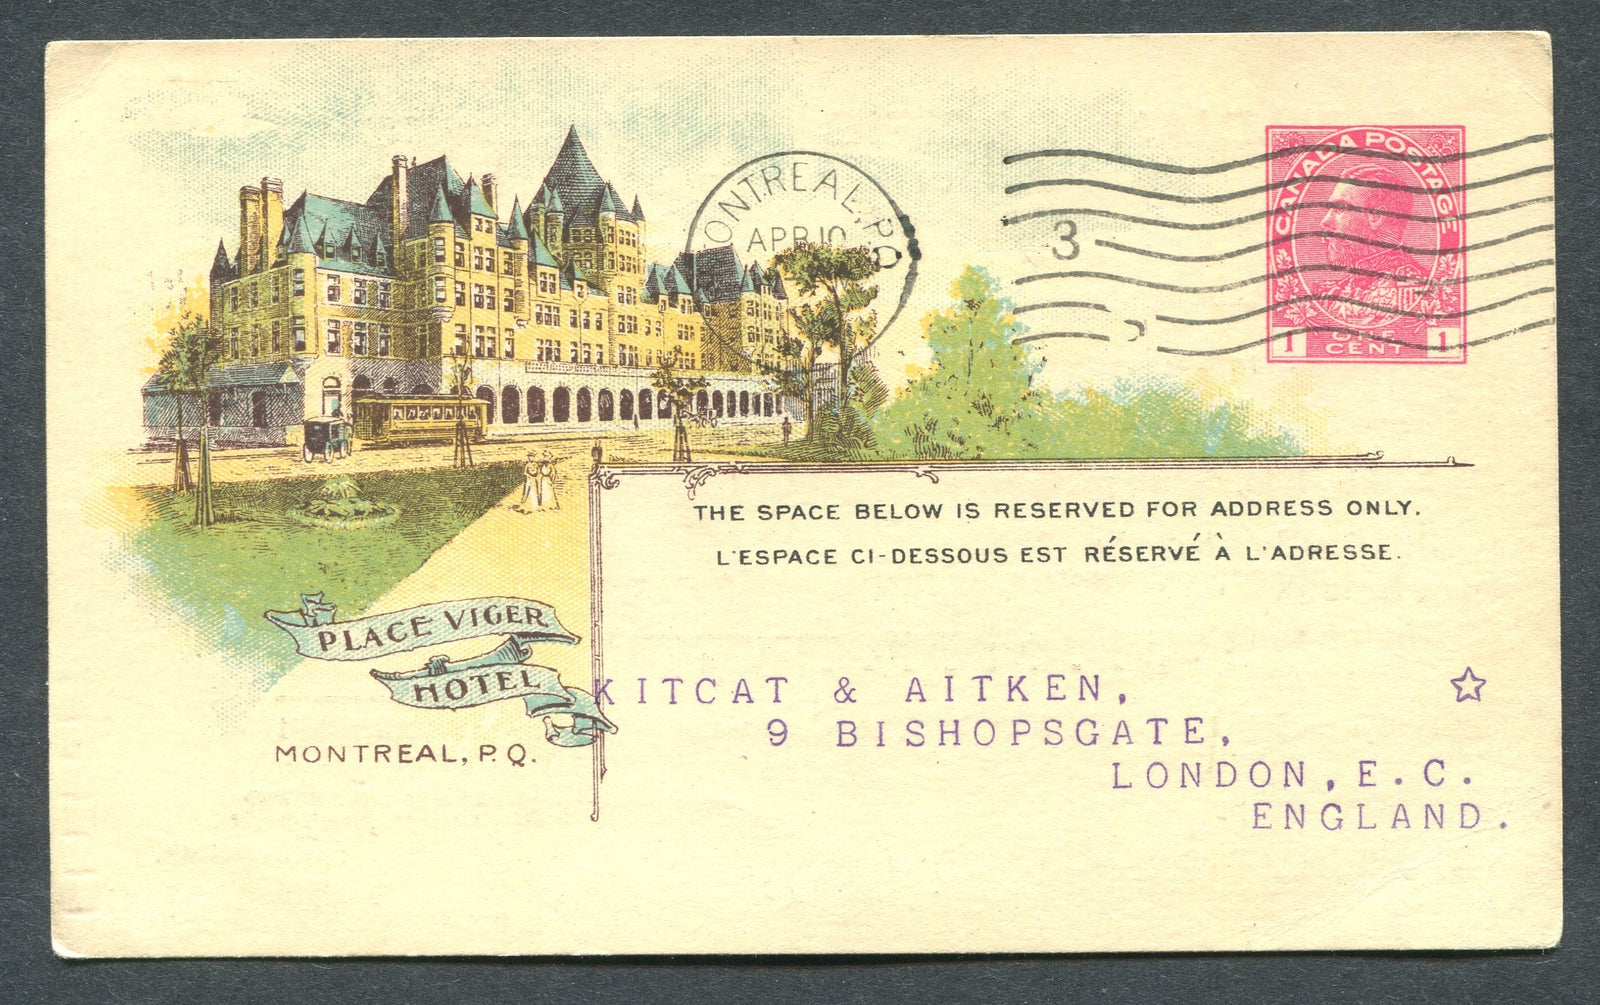 MONTREAL, P.Q.
APR 10
3
CANADA POSTAGE
1 ONE CENT 1
THE SPACE BELOW IS RESERVED FOR ADDRESS ONLY.
L'ESPACE CI-DESSOUS EST RÉSERVÉ À L'ADRESSE.
PLACE VIGER
HOTEL
MONTREAL, P.Q.
KITCAT & AITKEN,
9 BISHOPSGATE,
LONDON, E.C.
ENGLAND.